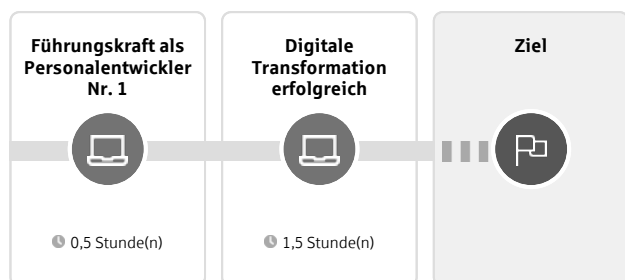 Führungskraft als
Personalentwickler
Nr. 1
0,5 Stunde(n)
Digitale
Transformation
erfolgreich
1,5 Stunde(n)
Ziel